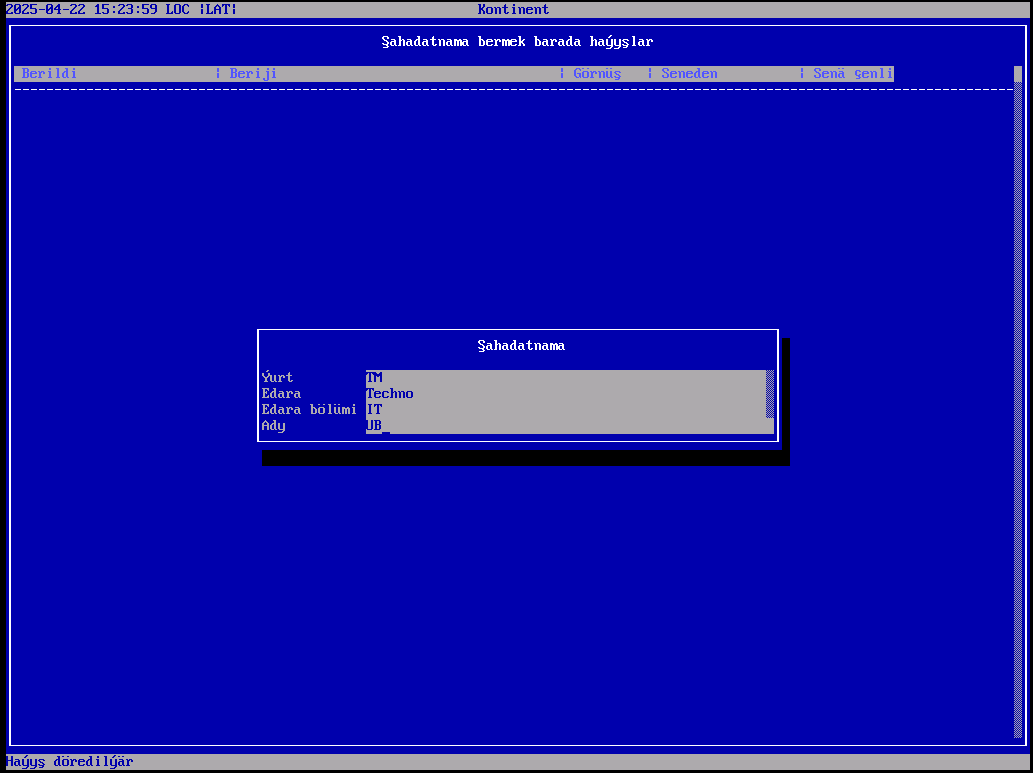 2025-04-22 15:23:59 LOC |LAT| Kontinent
Şahadatnama bermek barada haýyşlar
Berildi | Beriji | Görnüş | Seneden | Senä çenli
Şahadatnama
Ýurt TM
Edara Techno
Edara bölümi IT
Ady UB_
Haýyş döredilýär